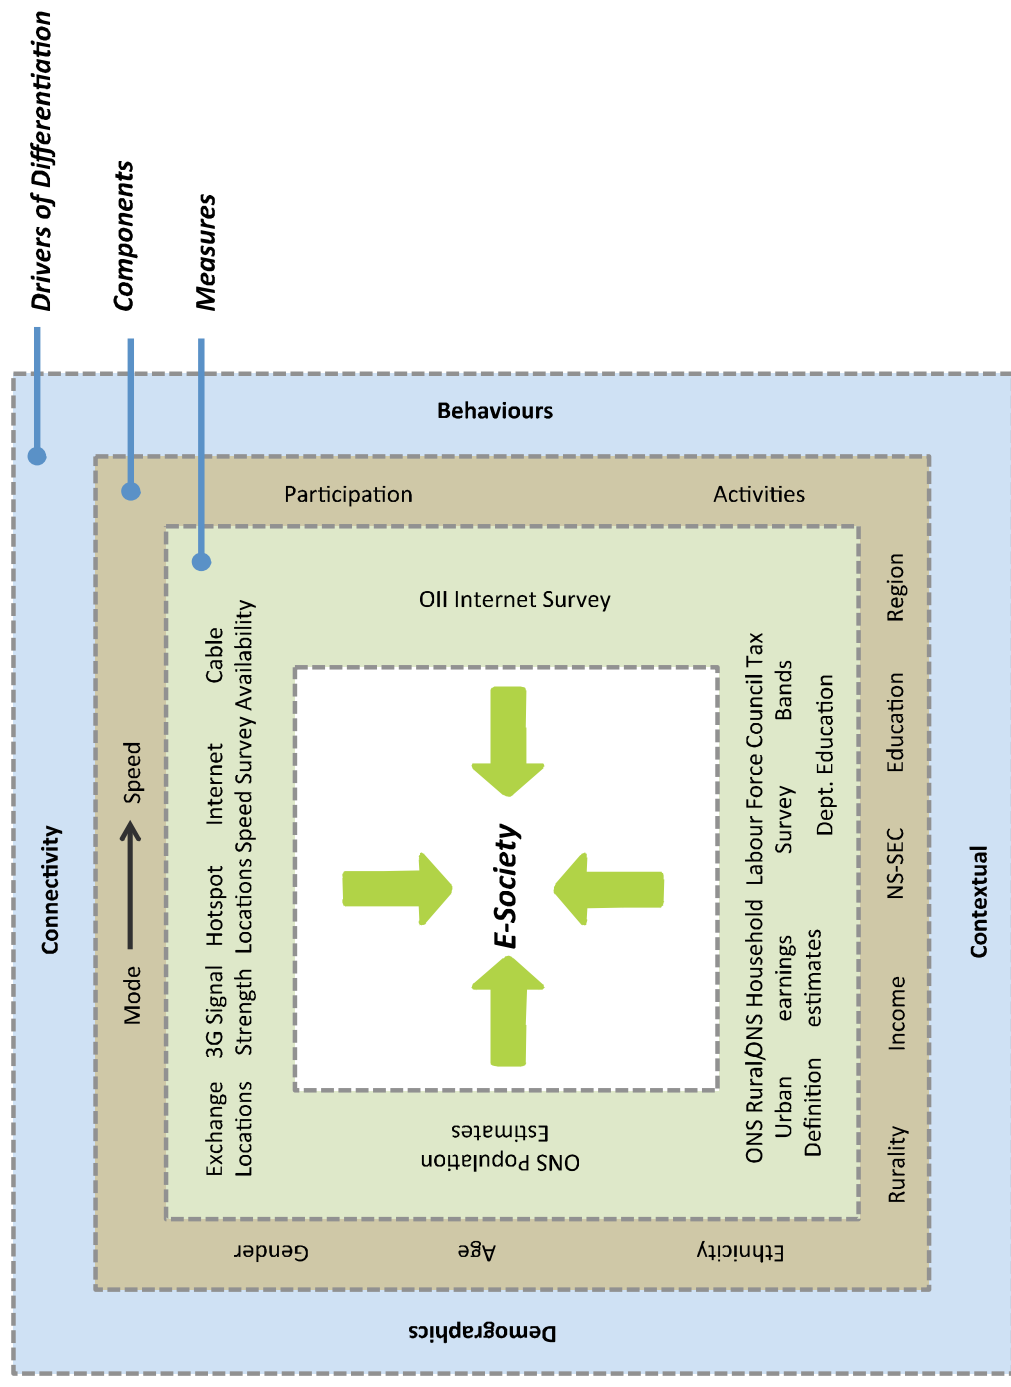 Drivers of Differentiation
Components
Measures
Connectivity
Mode
Speed
Exchange
Locations
3G Signal
Strength
Hotspot
Locations
Internet
Speed Survey
Cable
Availability
Demographics
Gender
Age
Ethnicity
ONS Population
Estimates
E-Society
OII Internet Survey
Participation
Activities
Behaviours
ONS Rural/
Urban
Definition
ONS Household
earnings
estimates
Labour Force
Survey
Council Tax
Bands
Dept. Education
Rurality
Income
NS-SEC
Education
Region
Contextual